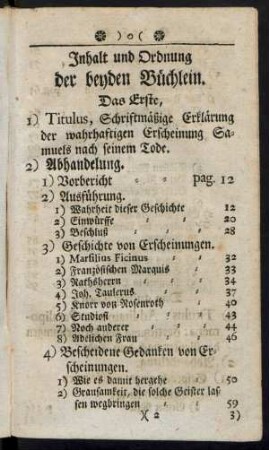 ❁ )o( ❁
Inhalt und Ordnung
der beyden Büchlein.
Das Erste,
1) Titulus, Schriftmäßige Erklärung
der wahrhaftigen Erscheinung Sa-
muels nach seinem Tode.
2) Abhandelung.
1) Vorbericht = = pag. 12
2) Ausführung.
1) Wahrheit dieser Geschichte = 12
2) Einwürffe = = = 20
3) Beschluß = = = 28
3) Geschichte von Erscheinungen.
1) Marsilius Ficinus = = 32
2) Französischen Marquis = 33
3) Rathsherrn = = 34
4) Joh. Taulerus = = 37
5) Knorr von Rosenroth = 40
6) Studiosi = = = 43
7) Noch anderer = = 44
8) Adelichen Frau = = 46
4) Bescheidene Gedanken von Er-
scheinungen.
1) Wie es damit hergehe = 50
2) Grausamkeit, die solche Geister las-
sen wegbringen = = 59
X 2 3)